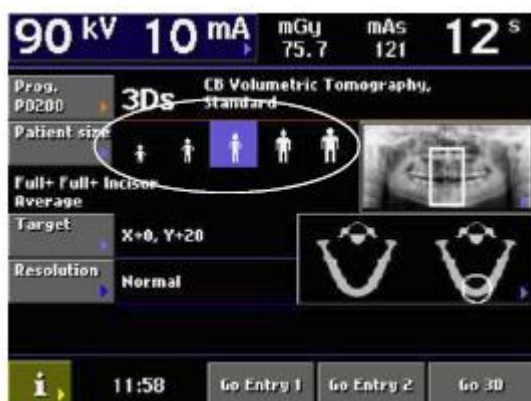 90 kV 10 mA mGy 75.7 mAs 121 12 s
Prog. P0200
3Ds
CB Volumetric Tomography, Standard
Patient size
Full+ Full+ Incisor
Average
Target
X+0, Y+20
Resolution
Normal
i 11:58 Go Entry 1 Go Entry 2 Go 3D